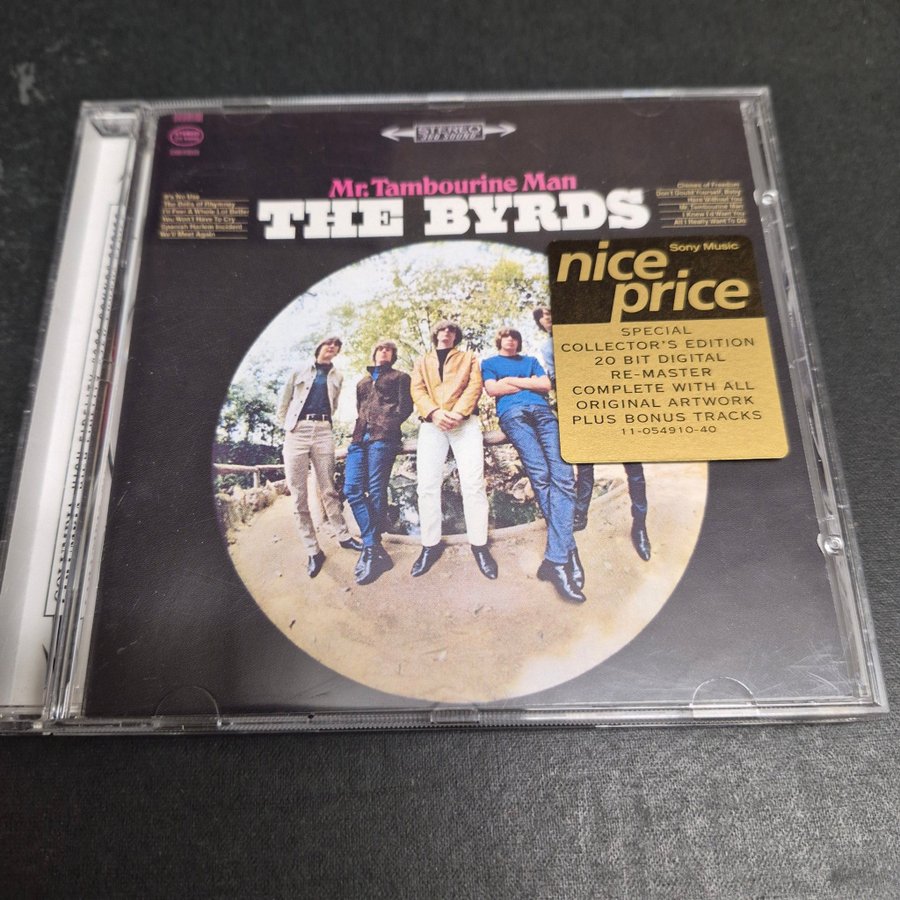 STEREO
360 SOUND
Mr. Tambourine Man
THE BYRDS
It's No Use
The Bells of Rhymney
I'll Feel A Whole Lot Better
You Won't Have To Cry
Spanish Harlem Incident
We'll Meet Again
Chimes of Freedom
Don't Doubt Yourself, Babe
Here Without You
Mr. Tambourine Man
I Knew I'd Want You
All I Really Want To Do
Sony Music
nice
price
SPECIAL
COLLECTOR'S EDITION
20 BIT DIGITAL
RE-MASTER
COMPLETE WITH ALL
ORIGINAL ARTWORK
PLUS BONUS TRACKS
11-054910-40